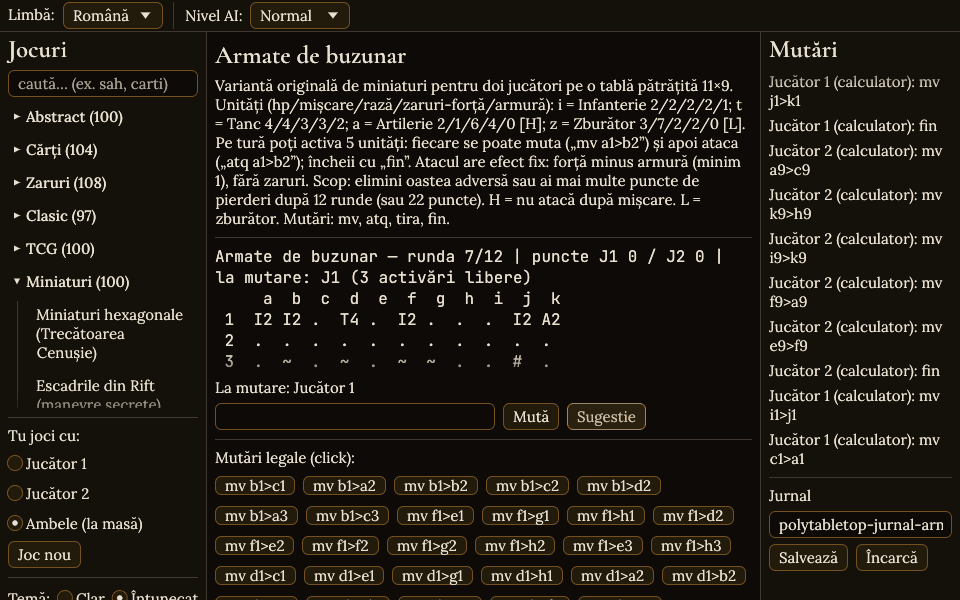 Limbă: Română Nivel AI: Normal
Jocuri
caută... (ex. sah, carti)
Abstract (100)
Cărți (104)
Zaruri (108)
Clasic (97)
TCG (100)
Miniaturi (100)
Miniaturi hexagonale
(Trecătoarea
Cenușie)
Escadrile din Rift
(manevre secrete)
Tu joci cu:
Jucător 1
Jucător 2
Ambele (la masă)
Joc nou
Temă: Clar Întunecat
Armate de buzunar
Variantă originală de miniaturi pentru doi jucători pe o tablă pătrățită 11×9.
Unități (hp/mișcare/rază/zaruri-forță/armură): i = Infanterie 2/2/2/2/1; t
= Tanc 4/4/3/3/2; a = Artilerie 2/1/6/4/0 [H]; z = Zburător 3/7/2/2/0 [L].
Pe tură poți activa 5 unități: fiecare se poate muta („mv a1>b2”) și apoi ataca
(„atq a1>b2”); închei cu „fin”. Atacul are efect fix: forță minus armură (minim
1), fără zaruri. Scop: elimini oastea adversă sau ai mai multe puncte de
pierderi după 12 runde (sau 22 puncte). H = nu atacă după mișcare. L =
zburător. Mutări: mv, atq, tira, fin.
Armate de buzunar — runda 7/12 | puncte J1 0 / J2 0 |
la mutare: J1 (3 activări libere)
a b c d e f g h i j k
1 I2 I2 . T4 . I2 . . . I2 A2
2 . . . . . . . . . . .
3 . ~ . ~ . ~ ~ . . # .
La mutare: Jucător 1
Mută Sugestie
Mutări legale (click):
mv b1>c1 mv b1>a2 mv b1>b2 mv b1>c2 mv b1>d2
mv b1>a3 mv b1>c3 mv f1>e1 mv f1>g1 mv f1>h1 mv f1>d2
mv f1>e2 mv f1>f2 mv f1>g2 mv f1>h2 mv f1>e3 mv f1>h3
mv d1>c1 mv d1>e1 mv d1>g1 mv d1>h1 mv d1>a2 mv d1>b2
Mutări
Jucător 1 (calculator): mv
j1>k1
Jucător 1 (calculator): fin
Jucător 2 (calculator): mv
a9>c9
Jucător 2 (calculator): mv
k9>h9
Jucător 2 (calculator): mv
i9>k9
Jucător 2 (calculator): mv
f9>a9
Jucător 2 (calculator): mv
e9>f9
Jucător 2 (calculator): fin
Jucător 1 (calculator): mv
i1>j1
Jucător 1 (calculator): mv
c1>a1
Jurnal
polytabletop-jurnal-arm
Salvează Încarcă